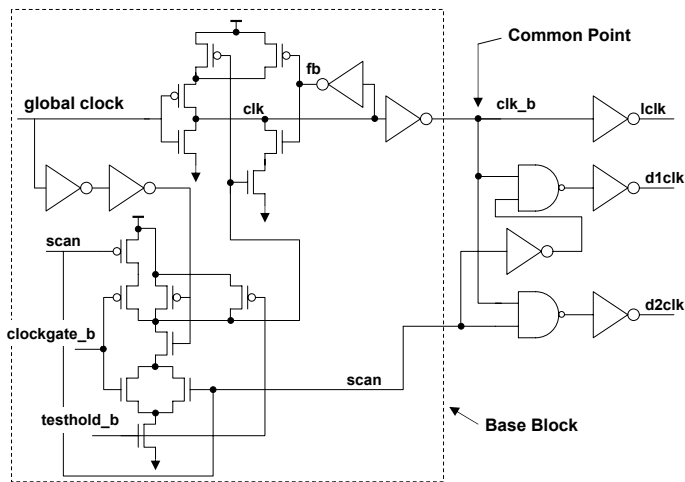 Common Point
fb
global clock
clk
clk_b
lclk
d1clk
scan
d2clk
clockgate_b
scan
testhold_b
Base Block